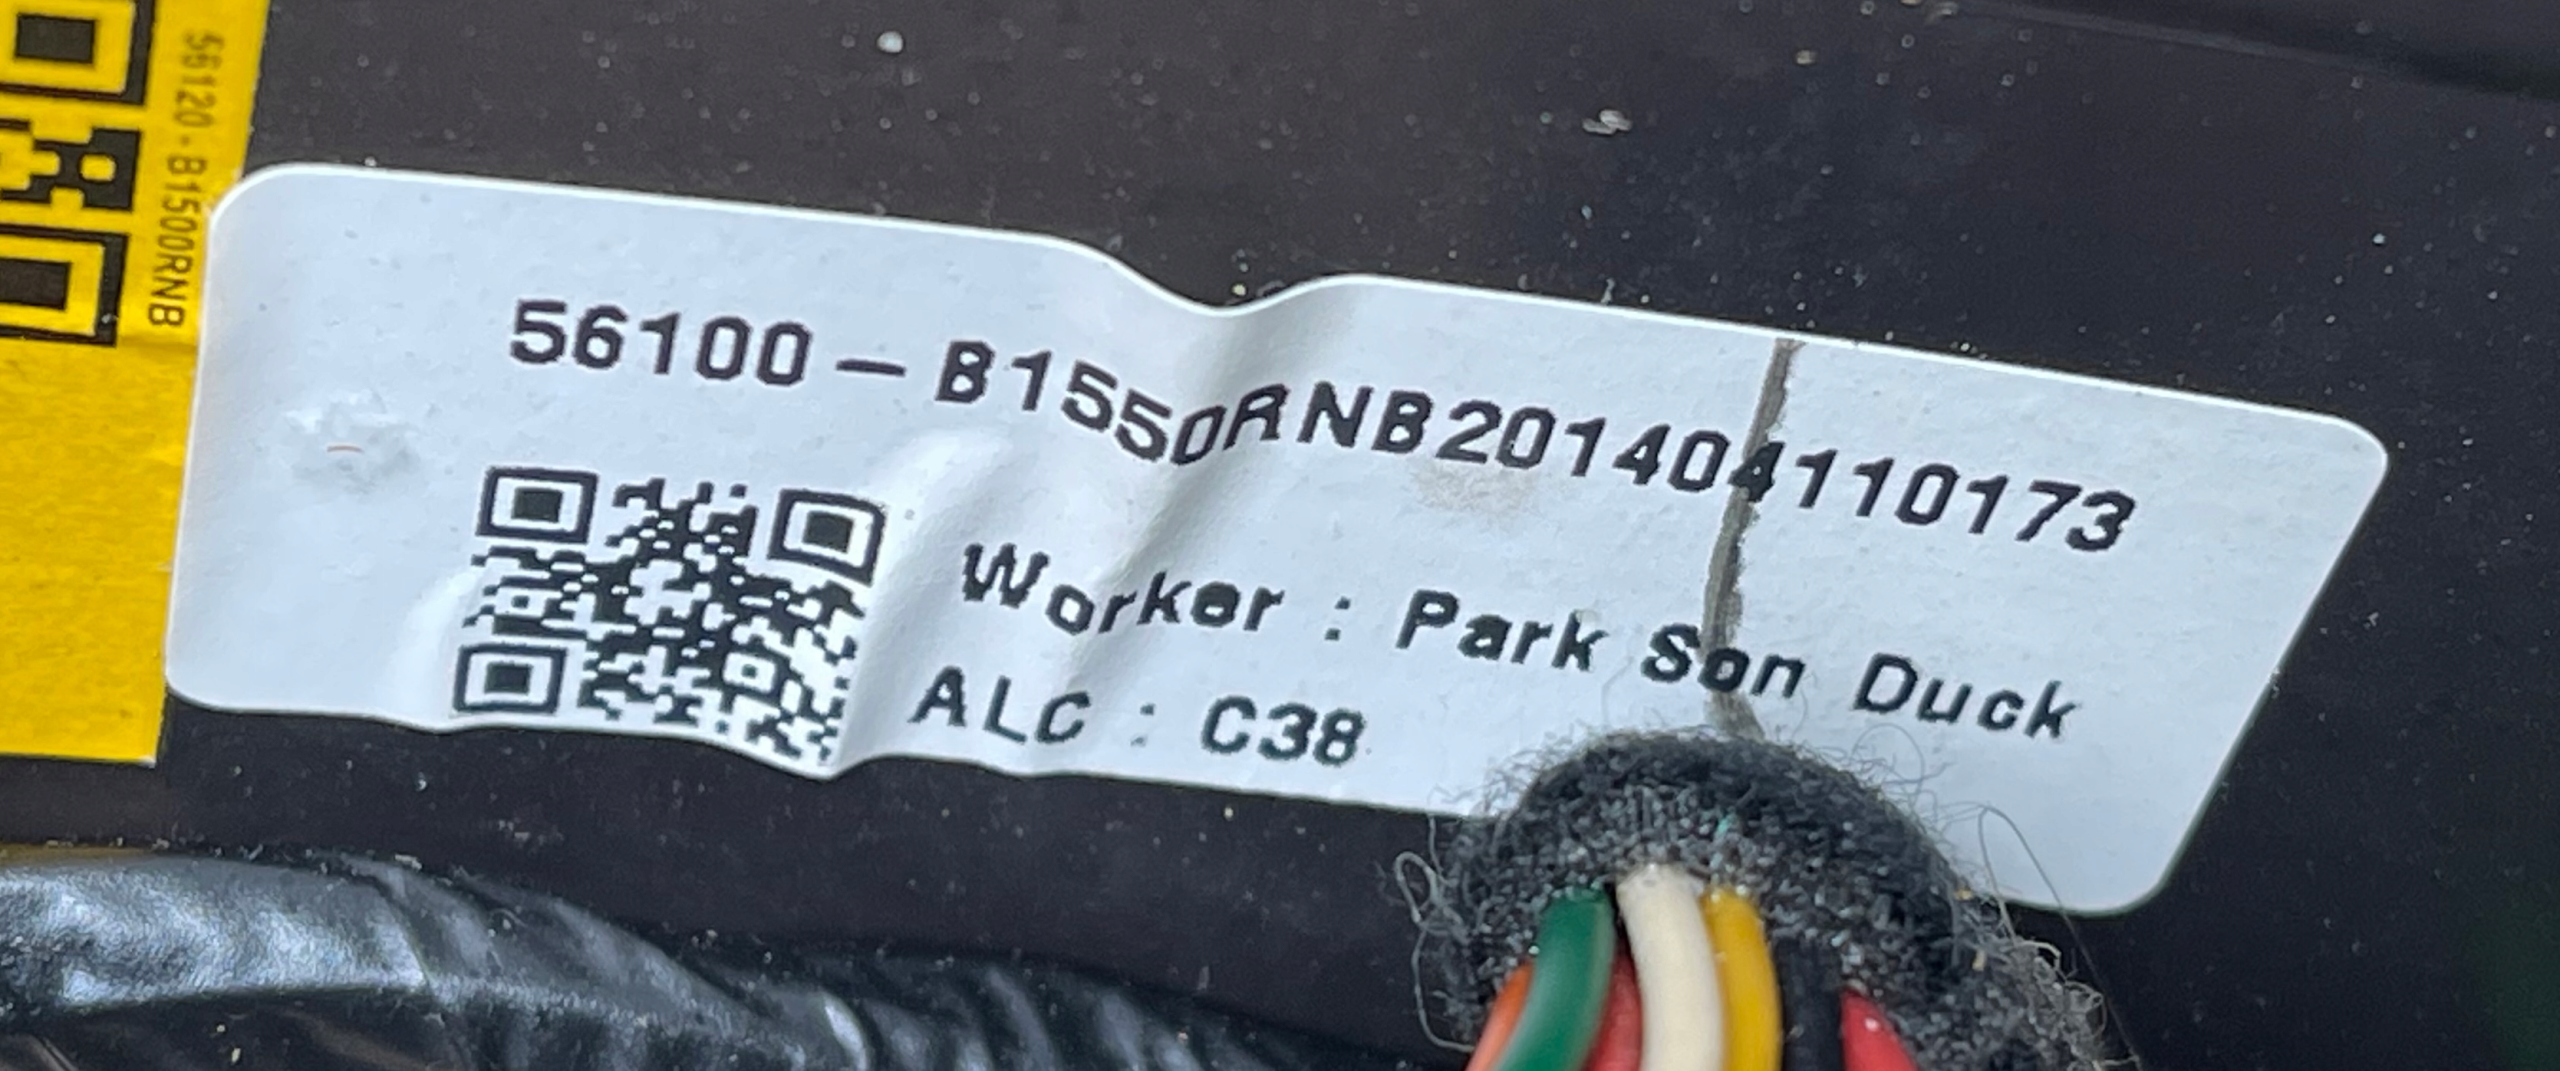 56120-B1500RNB
56100-B1550RNB201404110173
Worker : Park Son Duck
ALC : C38